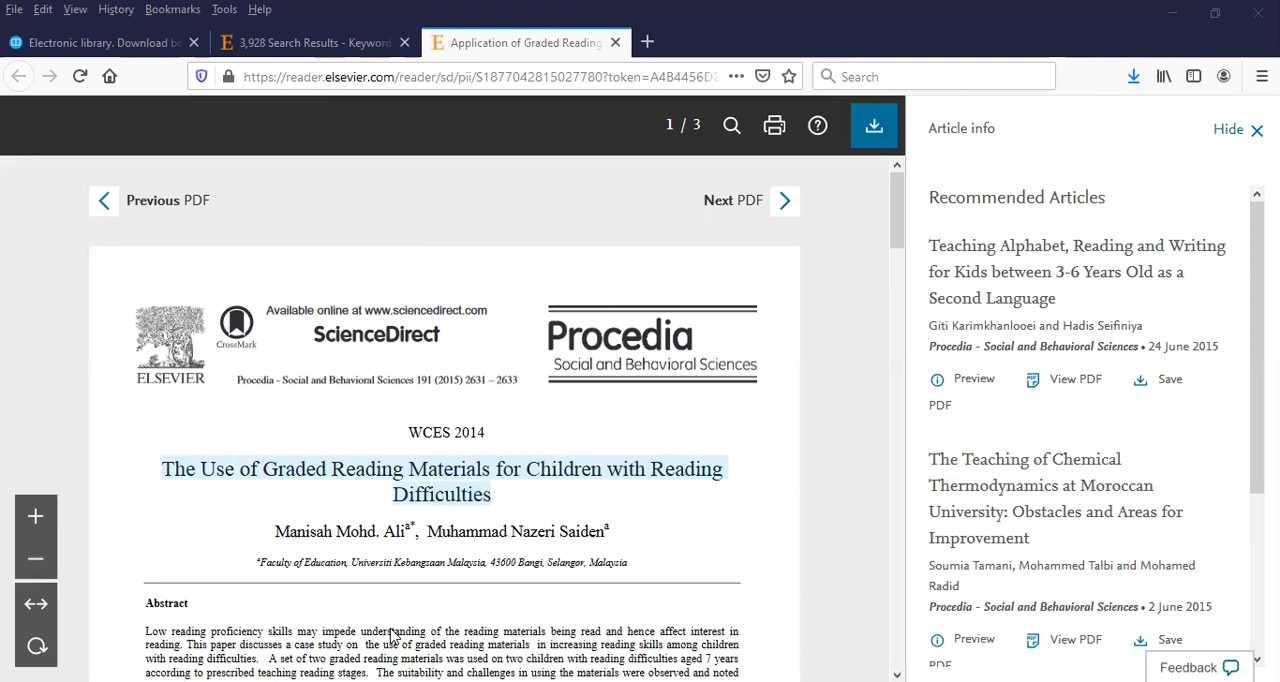 File Edit View History Bookmarks Tools Help
Electronic library. Download b
3,928 Search Results - Keyword
Application of Graded Reading
https://reader.elsevier.com/reader/sd/pii/S1877042815027780?token=A4B4456D2
Search
1 / 3
Article info
Hide
Previous PDF
Next PDF
Recommended Articles
Teaching Alphabet, Reading and Writing
for Kids between 3-6 Years Old as a
Second Language
Giti Karimkhanlooei and Hadis Seifiniya
Procedia - Social and Behavioral Sciences • 24 June 2015
Preview View PDF Save
PDF
The Teaching of Chemical
Thermodynamics at Moroccan
University: Obstacles and Areas for
Improvement
Soumia Tamani, Mohammed Talbi and Mohamed
Radid
Procedia - Social and Behavioral Sciences • 2 June 2015
Preview View PDF Save
PDF
Feedback
ELSEVIER
CrossMark
Available online at www.sciencedirect.com
ScienceDirect
Procedia - Social and Behavioral Sciences 191 (2015) 2631 – 2633
Procedia
Social and Behavioral Sciences
WCES 2014
The Use of Graded Reading Materials for Children with Reading
Difficulties
Manisah Mohd. Aliᵃ*, Muhammad Nazeri Saidenᵃ
ᵃFaculty of Education, Universiti Kebangsaan Malaysia, 43600 Bangi, Selangor, Malaysia
Abstract
Low reading proficiency skills may impede understanding of the reading materials being read and hence affect interest in
reading. This paper discusses a case study on the use of graded reading materials in increasing reading skills among children
with reading difficulties. A set of two graded reading materials was used on two children with reading difficulties aged 7 years
according to prescribed teaching reading stages. The suitability and challenges in using the materials were observed and noted